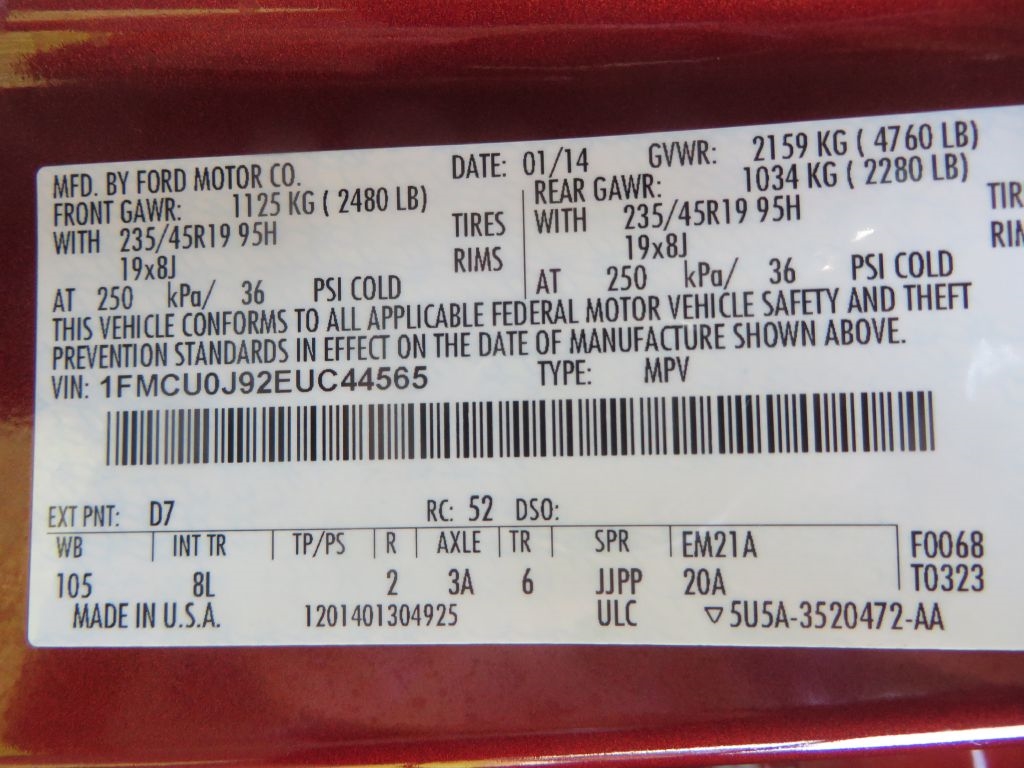 MFD. BY FORD MOTOR CO. DATE: 01/14 GVWR: 2159 KG ( 4760 LB)
FRONT GAWR: 1125 KG ( 2480 LB) REAR GAWR: 1034 KG ( 2280 LB)
WITH 235/45R19 95H TIRES WITH 235/45R19 95H TIR
19x8J RIMS 19x8J RIM
AT 250 kPa/ 36 PSI COLD AT 250 kPa/ 36 PSI COLD
THIS VEHICLE CONFORMS TO ALL APPLICABLE FEDERAL MOTOR VEHICLE SAFETY AND THEFT
PREVENTION STANDARDS IN EFFECT ON THE DATE OF MANUFACTURE SHOWN ABOVE.
VIN: 1FMCU0J92EUC44565 TYPE: MPV
EXT PNT: D7 RC: 52 DSO:
WB INT TR TP/PS R AXLE TR SPR EM21A F0068
105 8L 2 3A 6 JJPP 20A T0323
MADE IN U.S.A. 1201401304925 ULC ▽5U5A-3520472-AA